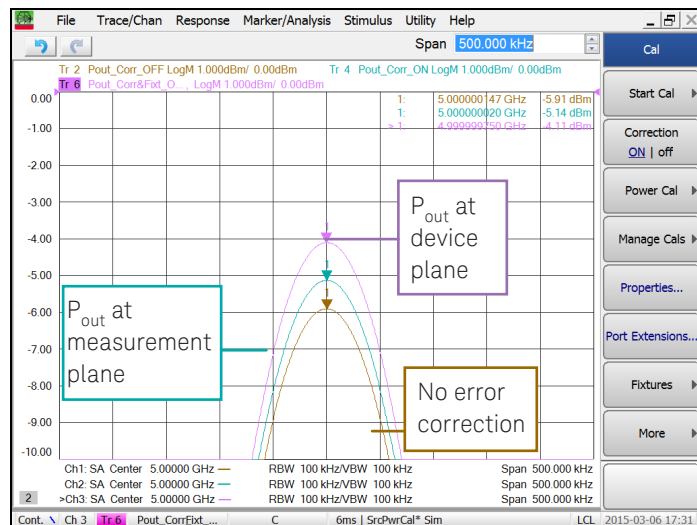 File Trace/Chan Response Marker/Analysis Stimulus Utility Help
Span 500.000 kHz
Tr 2 Pout_Corr_OFF LogM 1.000dBm/ 0.00dBm Tr 4 Pout_Corr_ON LogM 1.000dBm/ 0.00dBm
Tr 6 Pout_Corr&Fixt_O... , LogM 1.000dBm/ 0.00dBm
1: 5.000000147 GHz -5.91 dBm
1: 5.000000020 GHz -5.14 dBm
> 1: 4.999999750 GHz -4.11 dBm
0.00
-1.00
-2.00
-3.00
-4.00
-5.00
-6.00
-7.00
-8.00
-9.00
-10.00
1
1
1
Pout at
device
plane
Pout at
measurement
plane
No error
correction
Ch1: SA Center 5.00000 GHz — RBW 100 kHz/VBW 100 kHz Span 500.000 kHz
Ch2: SA Center 5.00000 GHz — RBW 100 kHz/VBW 100 kHz Span 500.000 kHz
>Ch3: SA Center 5.00000 GHz — RBW 100 kHz/VBW 100 kHz Span 500.000 kHz
2
Cont. Ch 3 Tr 6 Pout_CorrFixt_... C 6ms | SrcPwrCal* Sim LCL 2015-03-06 17:31
Cal
Start Cal
Correction
ON | off
Power Cal
Manage Cals
Properties...
Port Extensions...
Fixtures
More